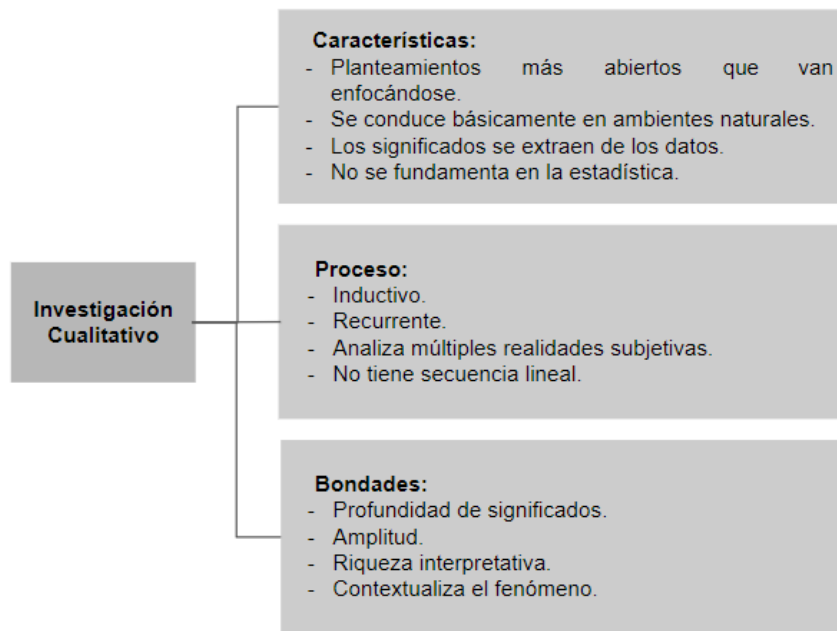 Características:
- Planteamientos más abiertos que van
enfocándose.
- Se conduce básicamente en ambientes naturales.
- Los significados se extraen de los datos.
- No se fundamenta en la estadística.
Investigación
Cualitativo
Proceso:
- Inductivo.
- Recurrente.
- Analiza múltiples realidades subjetivas.
- No tiene secuencia lineal.
Bondades:
- Profundidad de significados.
- Amplitud.
- Riqueza interpretativa.
- Contextualiza el fenómeno.